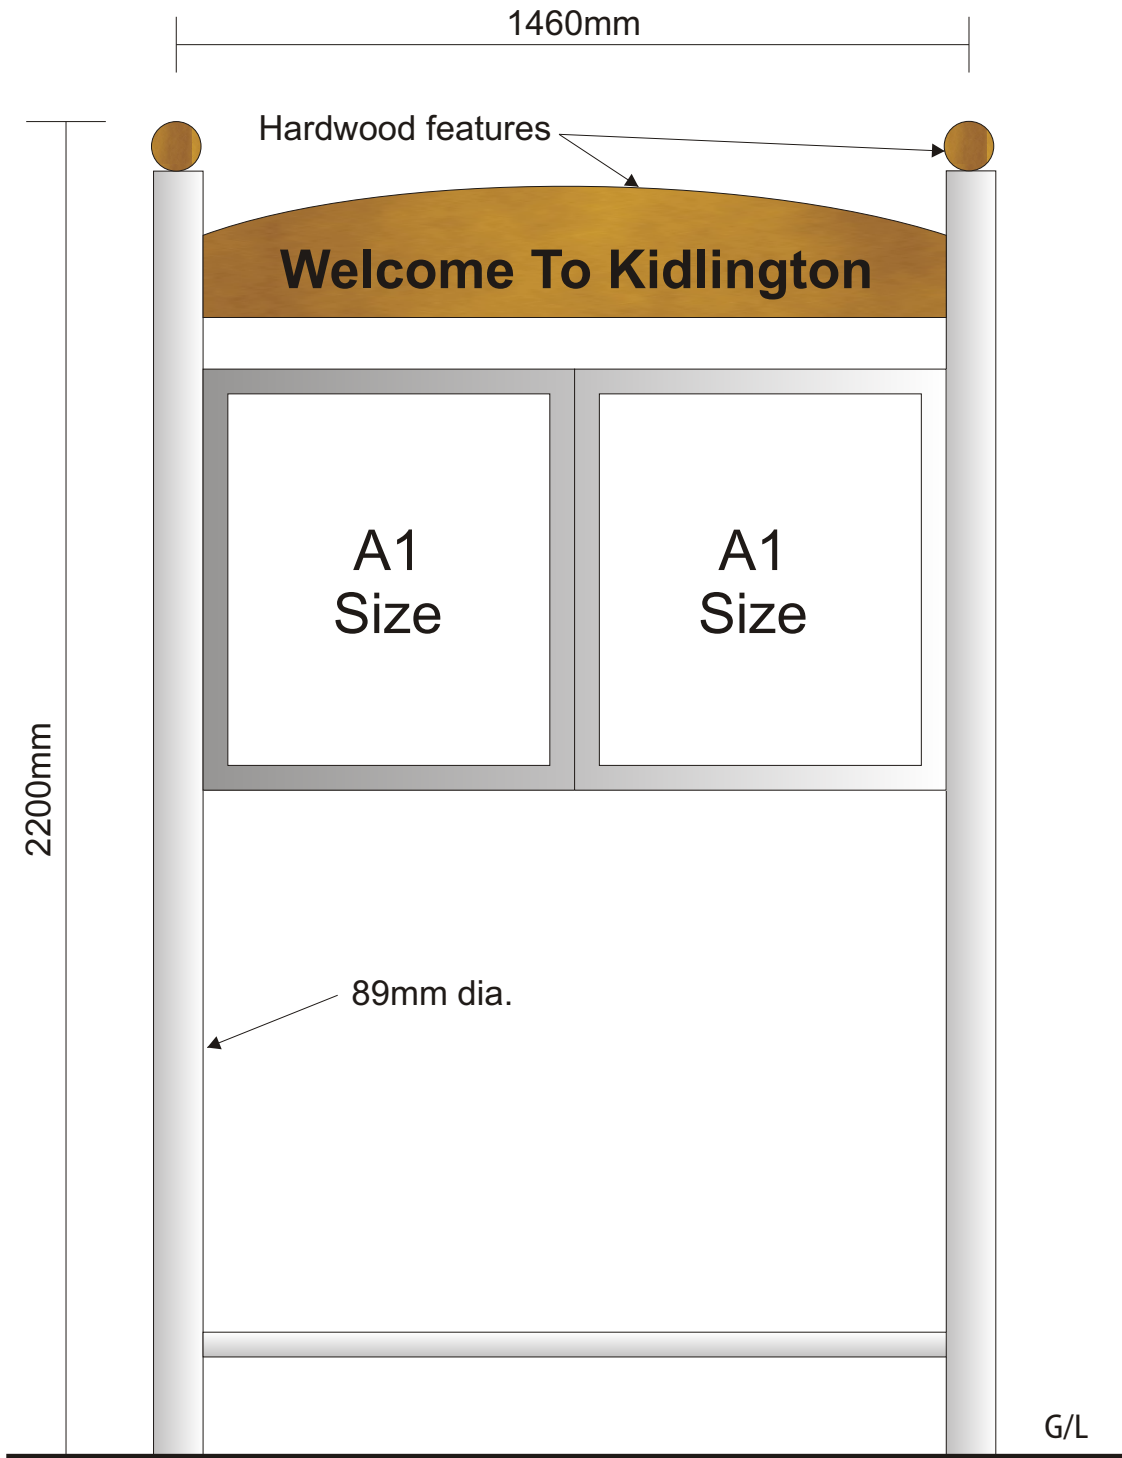 1460mm
Hardwood features
Welcome To Kidlington
A1
Size
A1
Size
2200mm
89mm dia.
G/L